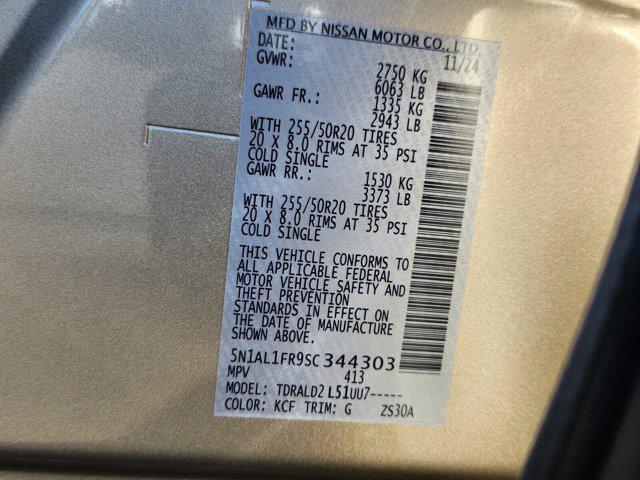 MFD BY NISSAN MOTOR CO., LTD.
DATE: 11/24
GVWR: 2750 KG
6063 LB
GAWR FR.: 1335 KG
2943 LB
WITH 255/50R20 TIRES
20 X 8.0 RIMS AT 35 PSI
COLD SINGLE
GAWR RR.: 1530 KG
3373 LB
WITH 255/50R20 TIRES
20 X 8.0 RIMS AT 35 PSI
COLD SINGLE
THIS VEHICLE CONFORMS TO
ALL APPLICABLE FEDERAL
MOTOR VEHICLE SAFETY AND
THEFT PREVENTION
STANDARDS IN EFFECT ON
THE DATE OF MANUFACTURE
SHOWN ABOVE.
5N1AL1FR9SC344303
MPV 413
MODEL: TDRALD2 L51UU7-----
COLOR: KCF TRIM: G ZS30A